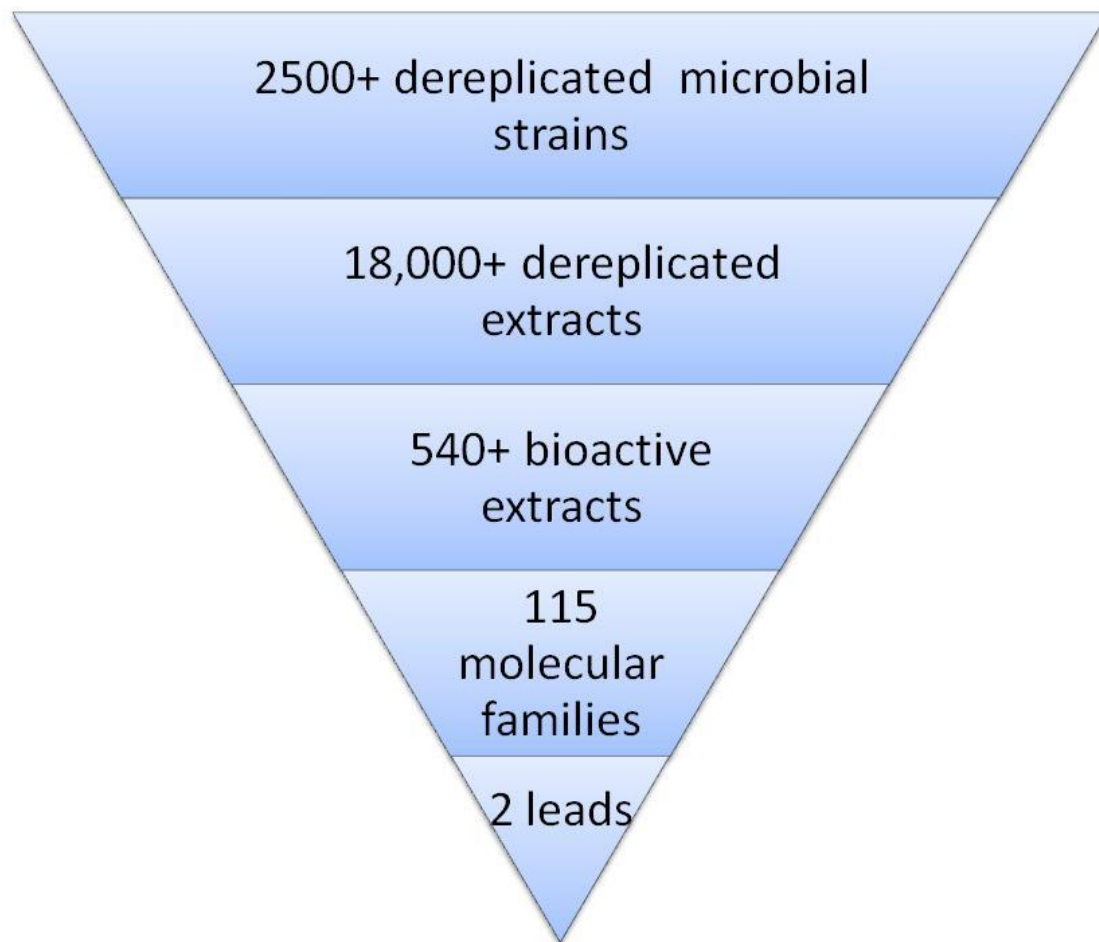 2500+ dereplicated microbial
strains
18,000+ dereplicated
extracts
540+ bioactive
extracts
115
molecular
families
2 leads